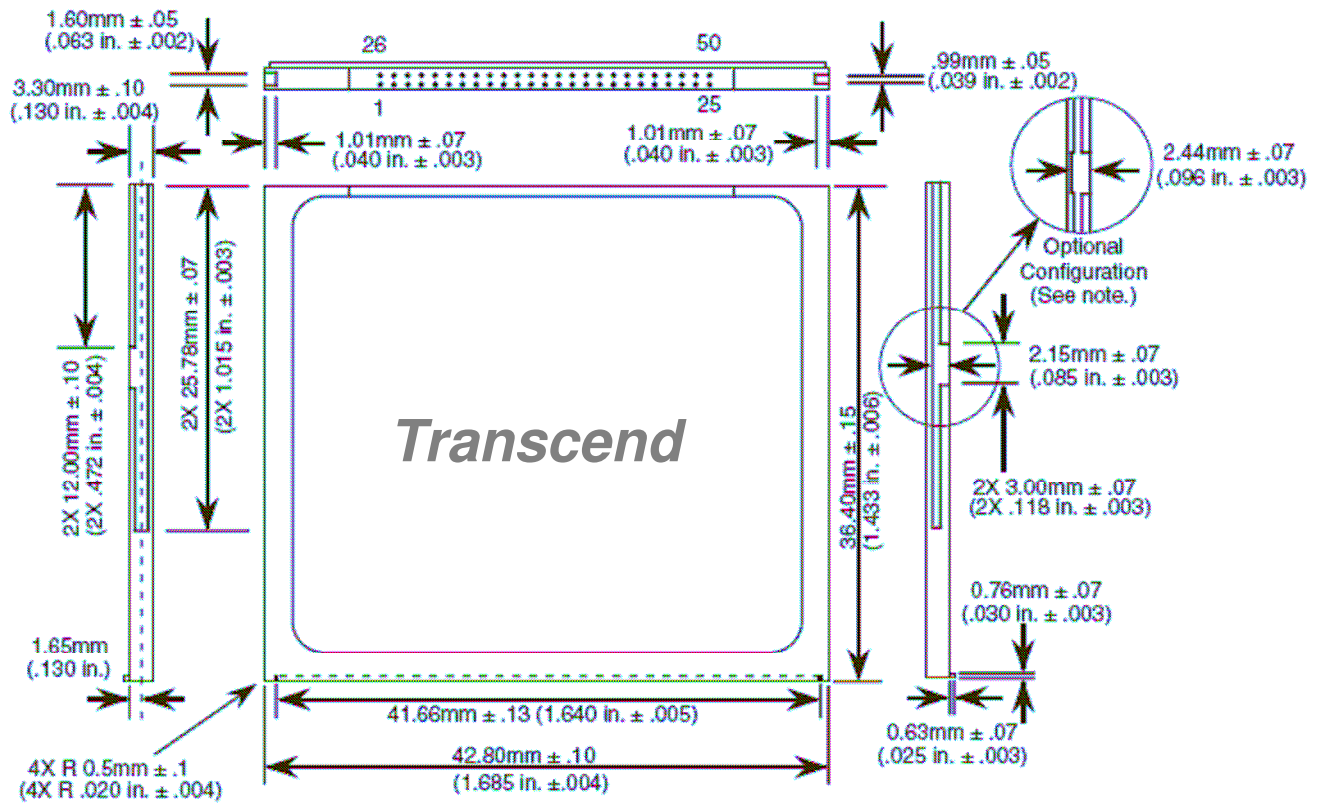 1.60mm ± .05
(.063 in. ± .002)
26
50
.99mm ± .05
(.039 in. ± .002)
3.30mm ± .10
(.130 in. ± .004)
1
25
1.01mm ± .07
(.040 in. ± .003)
1.01mm ± .07
(.040 in. ± .003)
2.44mm ± .07
(.096 in. ± .003)
Optional
Configuration
(See note.)
2X 12.00mm ± .10
(2X .472 in. ± .004)
2X 25.78mm ± .07
(2X 1.015 in. ± .003)
Transcend
36.40mm ± .15
(1.433 in. ± .006)
2.15mm ± .07
(.085 in. ± .003)
2X 3.00mm ± .07
(2X .118 in. ± .003)
0.76mm ± .07
(.030 in. ± .003)
1.65mm
(.130 in.)
41.66mm ± .13 (1.640 in. ± .005)
0.63mm ± .07
(.025 in. ± .003)
42.80mm ± .10
(1.685 in. ±.004)
4X R 0.5mm ± .1
(4X R .020 in. ± .004)